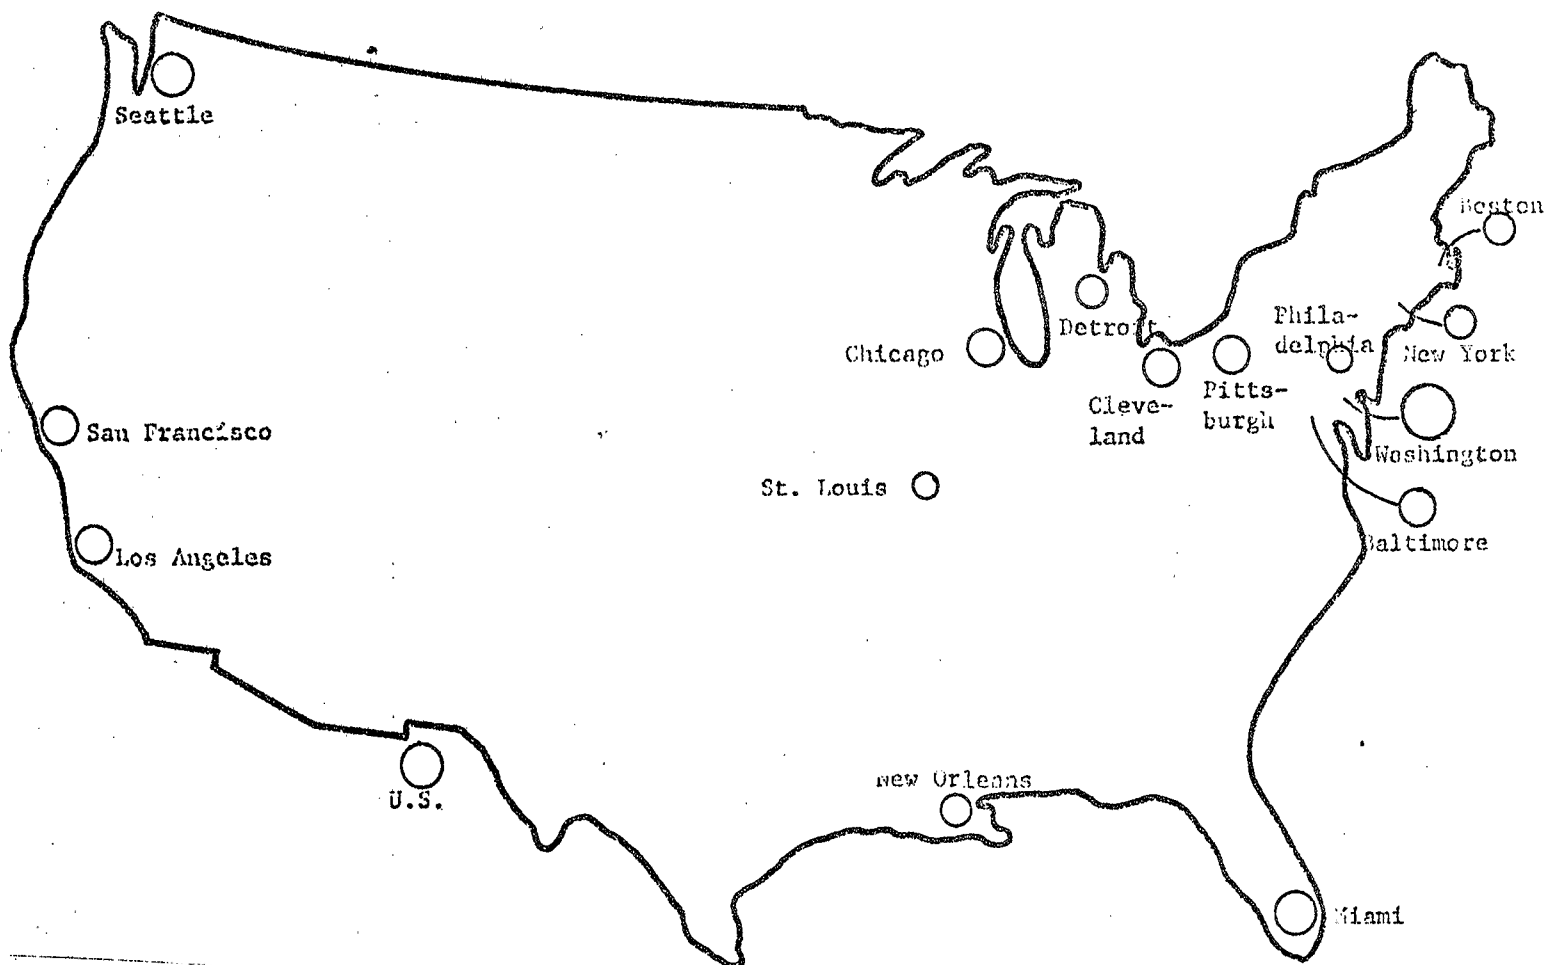 Seattle
Boston
Phila-
delphia
Detroit
New York
Chicago
Cleve-
land
Pitts-
burgh
San Francisco
Washington
St. Louis
Baltimore
Los Angeles
New Orleans
U.S.
Miami